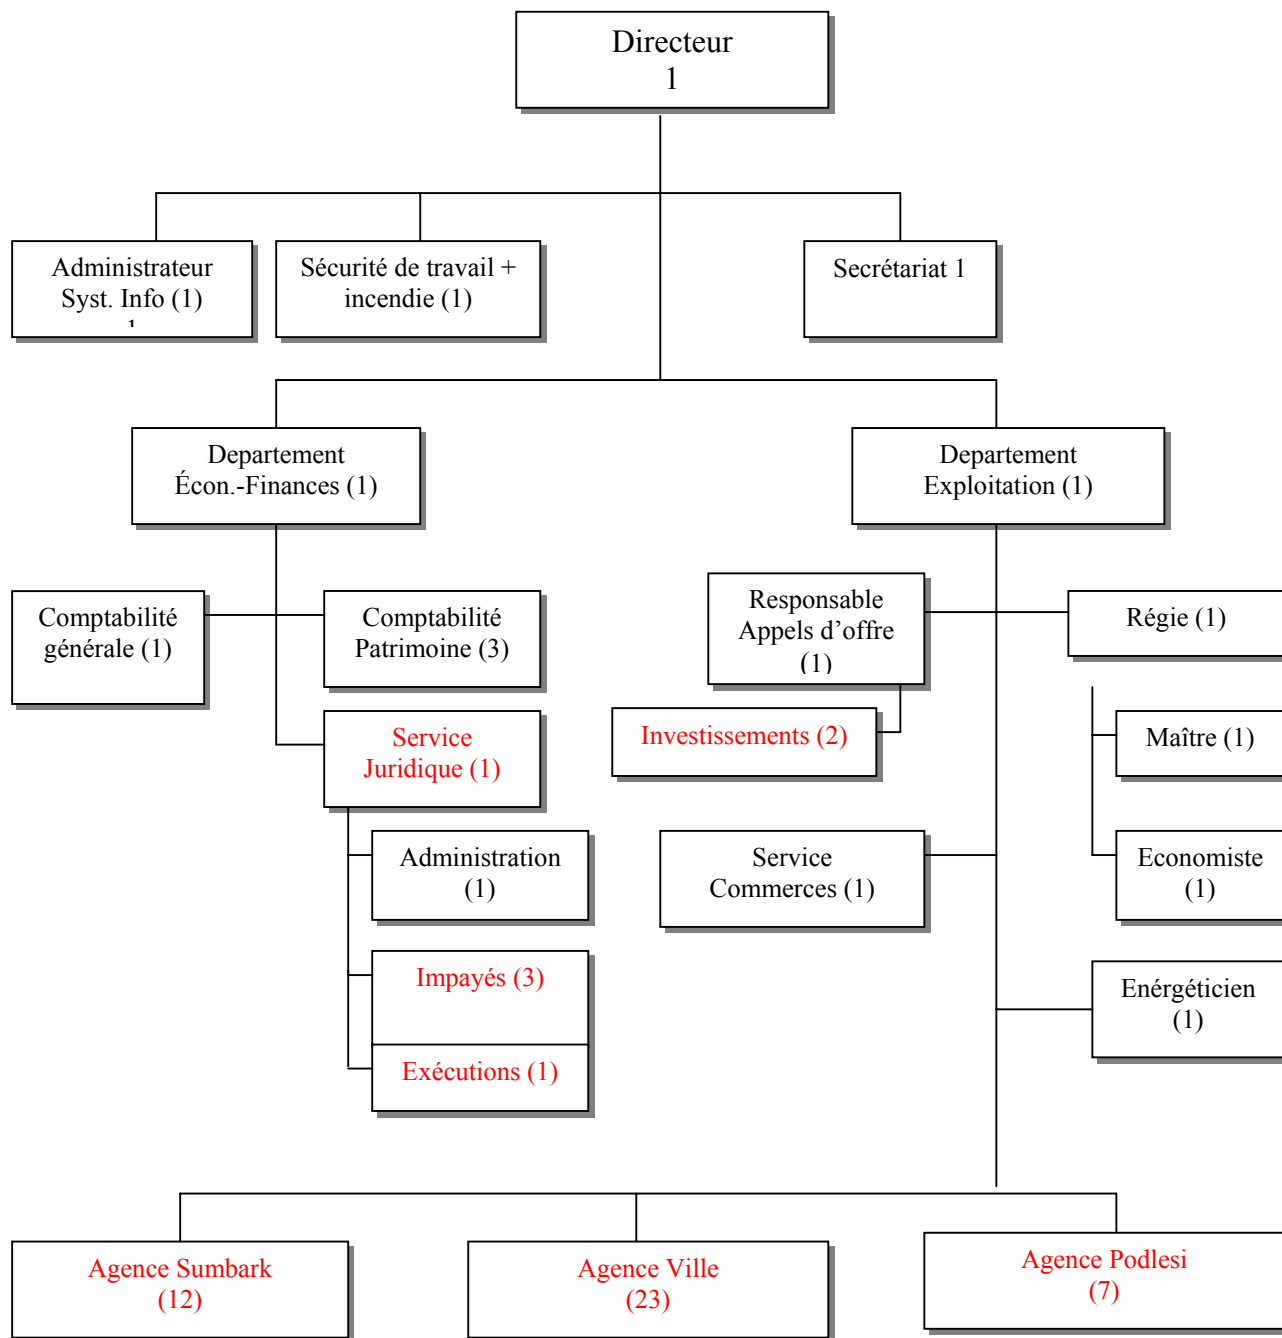 Directeur
1
Administrateur
Syst. Info (1)
Sécurité de travail +
incendie (1)
Secrétariat 1
Departement
Écon.-Finances (1)
Departement
Exploitation (1)
Comptabilité
générale (1)
Comptabilité
Patrimoine (3)
Responsable
Appels d’offre
(1)
Régie (1)
Service
Juridique (1)
Investissements (2)
Maître (1)
Administration
(1)
Service
Commerces (1)
Economiste
(1)
Impayés (3)
Enérgéticien
(1)
Exécutions (1)
Agence Sumbark
(12)
Agence Ville
(23)
Agence Podlesi
(7)